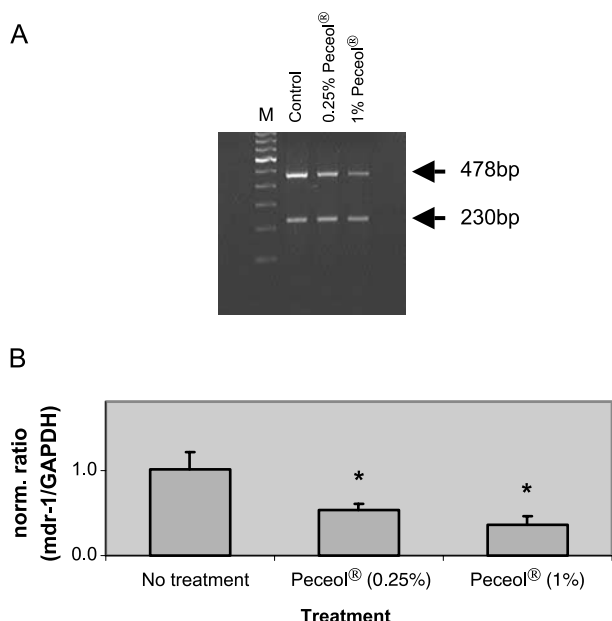 A
M
Control
0.25% Peceol®
1% Peceol®
478bp
230bp
B
norm. ratio
(mdr-1/GAPDH)
1.0
0.0
*
*
No treatment
Peceol® (0.25%)
Peceol® (1%)
Treatment